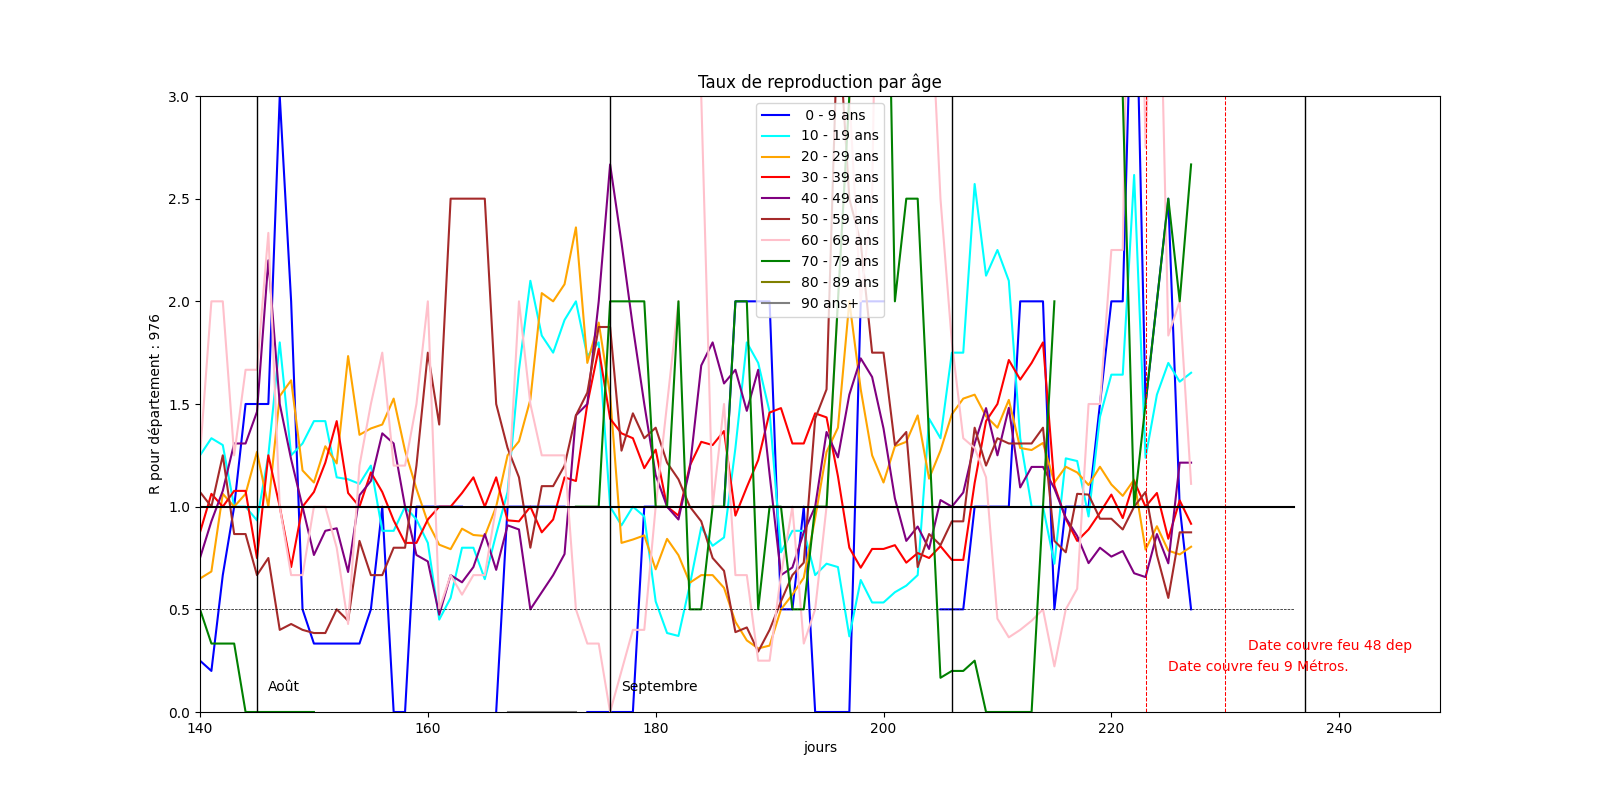 Taux de reproduction par âge
R pour département : 976
3.0
2.5
2.0
1.5
1.0
0.5
0.0
0 - 9 ans
10 - 19 ans
20 - 29 ans
30 - 39 ans
40 - 49 ans
50 - 59 ans
60 - 69 ans
70 - 79 ans
80 - 89 ans
90 ans+
Date couvre feu 48 dep
Date couvre feu 9 Métros.
Août
Septembre
140
160
180
200
220
240
jours